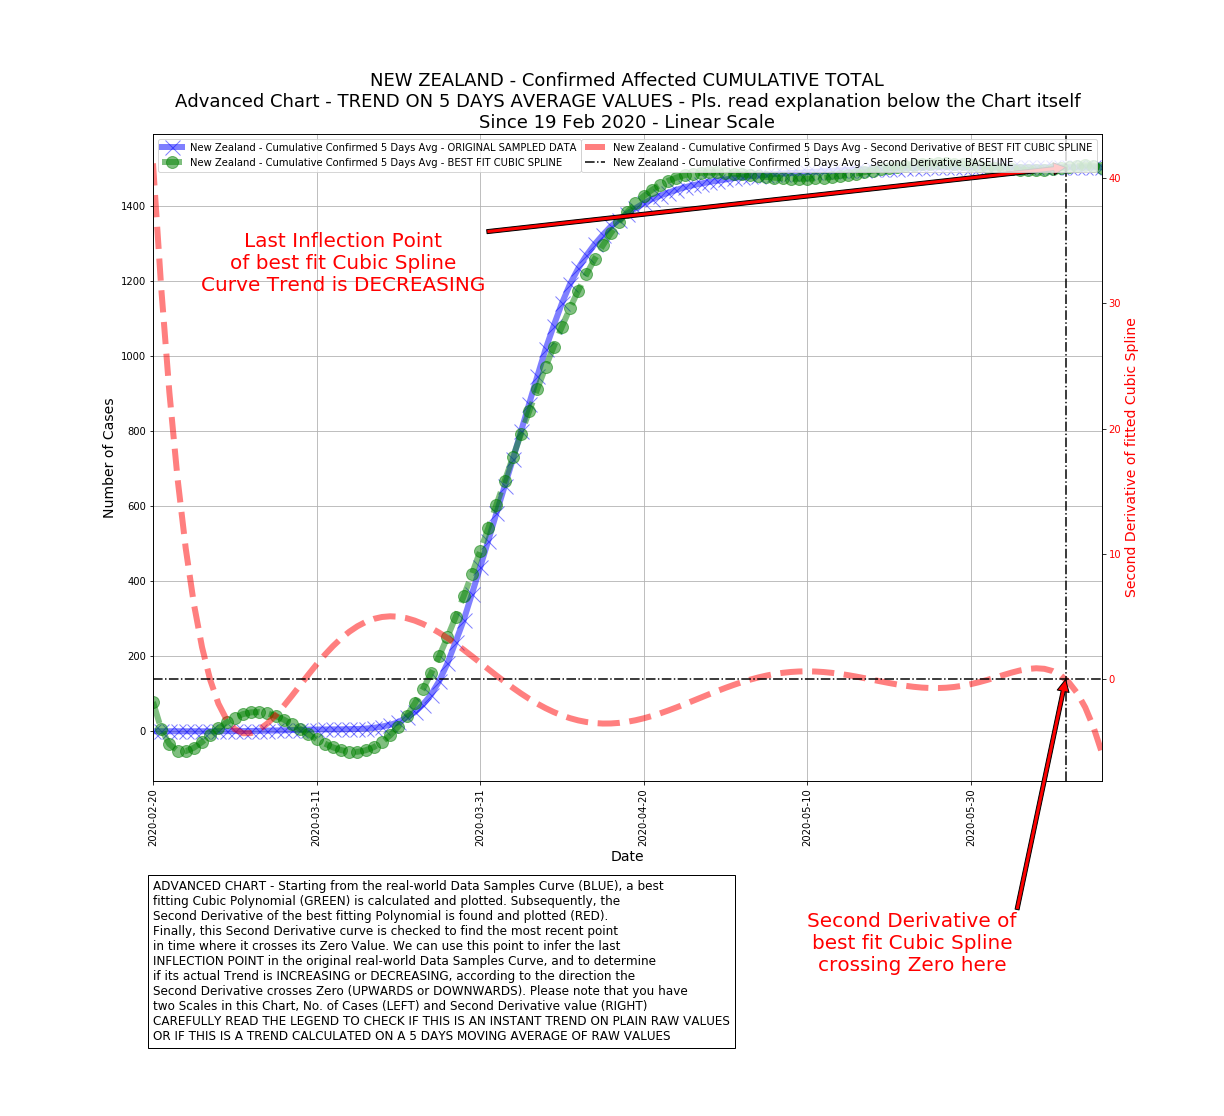 NEW ZEALAND - Confirmed Affected CUMULATIVE TOTAL
Advanced Chart - TREND ON 5 DAYS AVERAGE VALUES - Pls. read explanation below the Chart itself
Since 19 Feb 2020 - Linear Scale
New Zealand - Cumulative Confirmed 5 Days Avg - ORIGINAL SAMPLED DATA
New Zealand - Cumulative Confirmed 5 Days Avg - BEST FIT CUBIC SPLINE
New Zealand - Cumulative Confirmed 5 Days Avg - Second Derivative of BEST FIT CUBIC SPLINE
New Zealand - Cumulative Confirmed 5 Days Avg - Second Derivative BASELINE
Last Inflection Point
of best fit Cubic Spline
Curve Trend is DECREASING
Number of Cases
1400
1200
1000
800
600
400
200
0
40
30
20
10
0
Second Derivative of fitted Cubic Spline
2020-02-20
2020-03-11
2020-03-31
2020-04-20
2020-05-10
2020-05-30
Date
Second Derivative of
best fit Cubic Spline
crossing Zero here
ADVANCED CHART - Starting from the real-world Data Samples Curve (BLUE), a best
fitting Cubic Polynomial (GREEN) is calculated and plotted. Subsequently, the
Second Derivative of the best fitting Polynomial is found and plotted (RED).
Finally, this Second Derivative curve is checked to find the most recent point
in time where it crosses its Zero Value. We can use this point to infer the last
INFLECTION POINT in the original real-world Data Samples Curve, and to determine
if its actual Trend is INCREASING or DECREASING, according to the direction the
Second Derivative crosses Zero (UPWARDS or DOWNWARDS). Please note that you have
two Scales in this Chart, No. of Cases (LEFT) and Second Derivative value (RIGHT)
CAREFULLY READ THE LEGEND TO CHECK IF THIS IS AN INSTANT TREND ON PLAIN RAW VALUES
OR IF THIS IS A TREND CALCULATED ON A 5 DAYS MOVING AVERAGE OF RAW VALUES